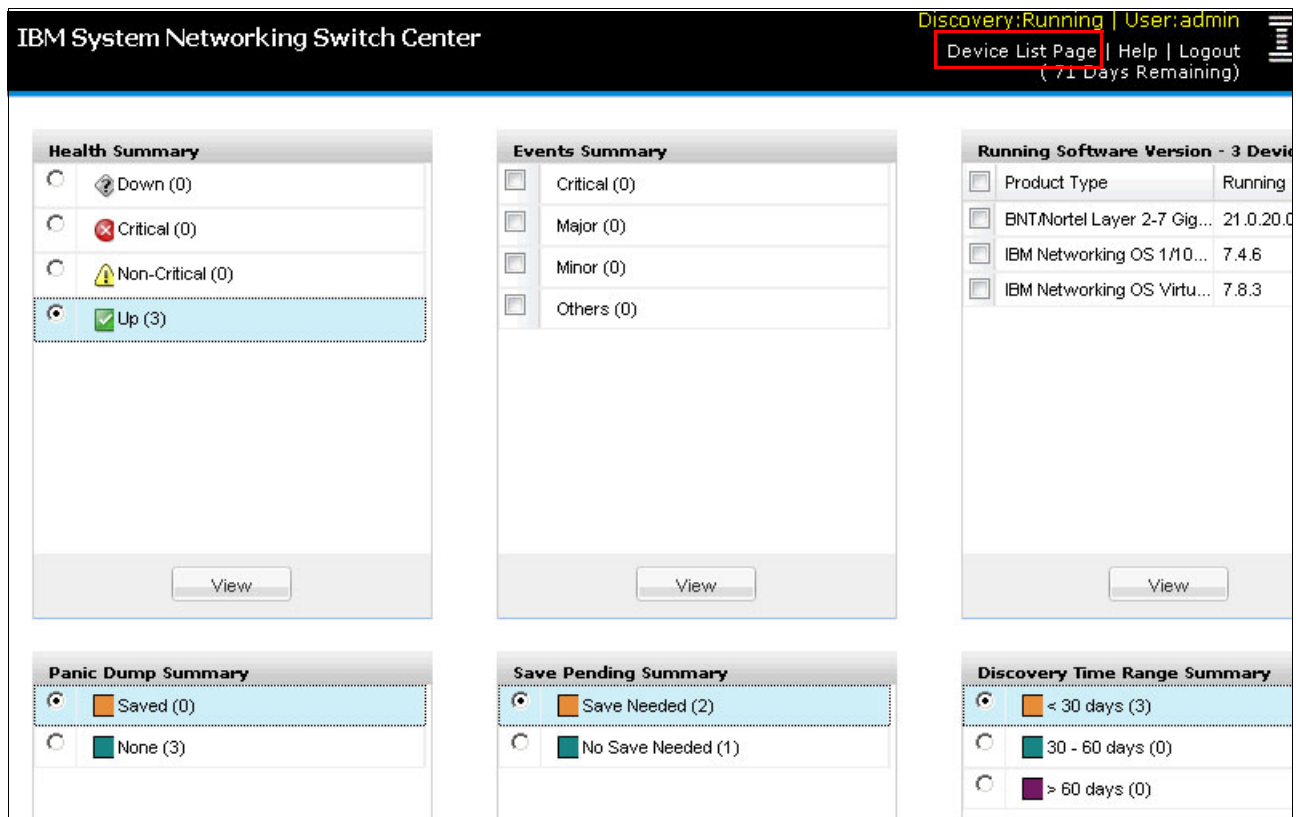 IBM System Networking Switch Center
Discovery:Running | User:admin
Device List Page | Help | Logout
( 71 Days Remaining)
Health Summary
Down (0)
Critical (0)
Non-Critical (0)
Up (3)
View
Events Summary
Critical (0)
Major (0)
Minor (0)
Others (0)
View
Running Software Version - 3 Devic
Product Type Running
BNT/Nortel Layer 2-7 Gig... 21.0.20.0
IBM Networking OS 1/10... 7.4.6
IBM Networking OS Virtu... 7.8.3
View
Panic Dump Summary
Saved (0)
None (3)
Save Pending Summary
Save Needed (2)
No Save Needed (1)
Discovery Time Range Summary
< 30 days (3)
30 - 60 days (0)
> 60 days (0)